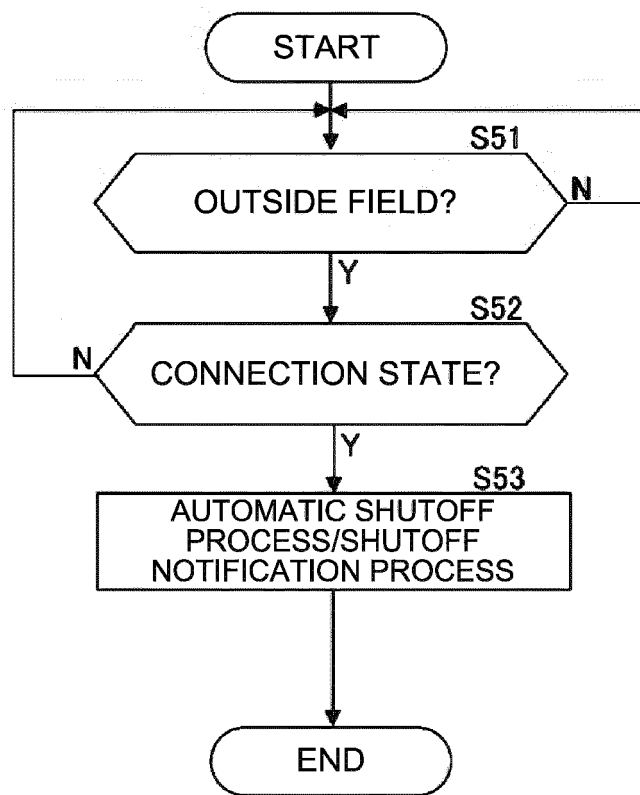 START
S51
OUTSIDE FIELD?
N
Y
S52
N
CONNECTION STATE?
Y
S53
AUTOMATIC SHUTOFF
PROCESS/SHUTOFF
NOTIFICATION PROCESS
END